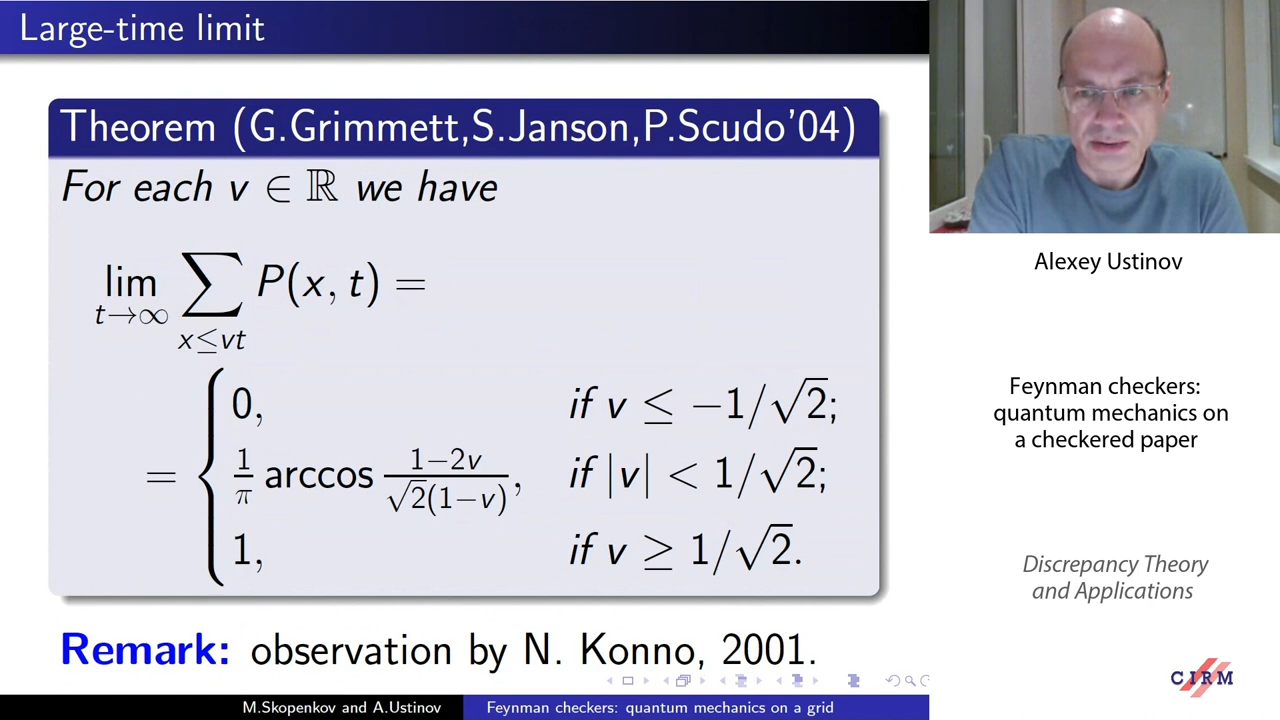 Large-time limit
Theorem (G.Grimmett,S.Janson,P.Scudo'04)
For each v ∈ ℝ we have
lim t→∞ ∑ x≤vt P(x, t) =
= { 0, if v ≤ −1/√2;
1/π arccos (1−2v)/(√2(1−v)), if |v| < 1/√2;
1, if v ≥ 1/√2.
Remark: observation by N. Konno, 2001.
M.Skopenkov and A.Ustinov Feynman checkers: quantum mechanics on a grid
Alexey Ustinov
Feynman checkers:
quantum mechanics on
a checkered paper
Discrepancy Theory
and Applications
CIRM